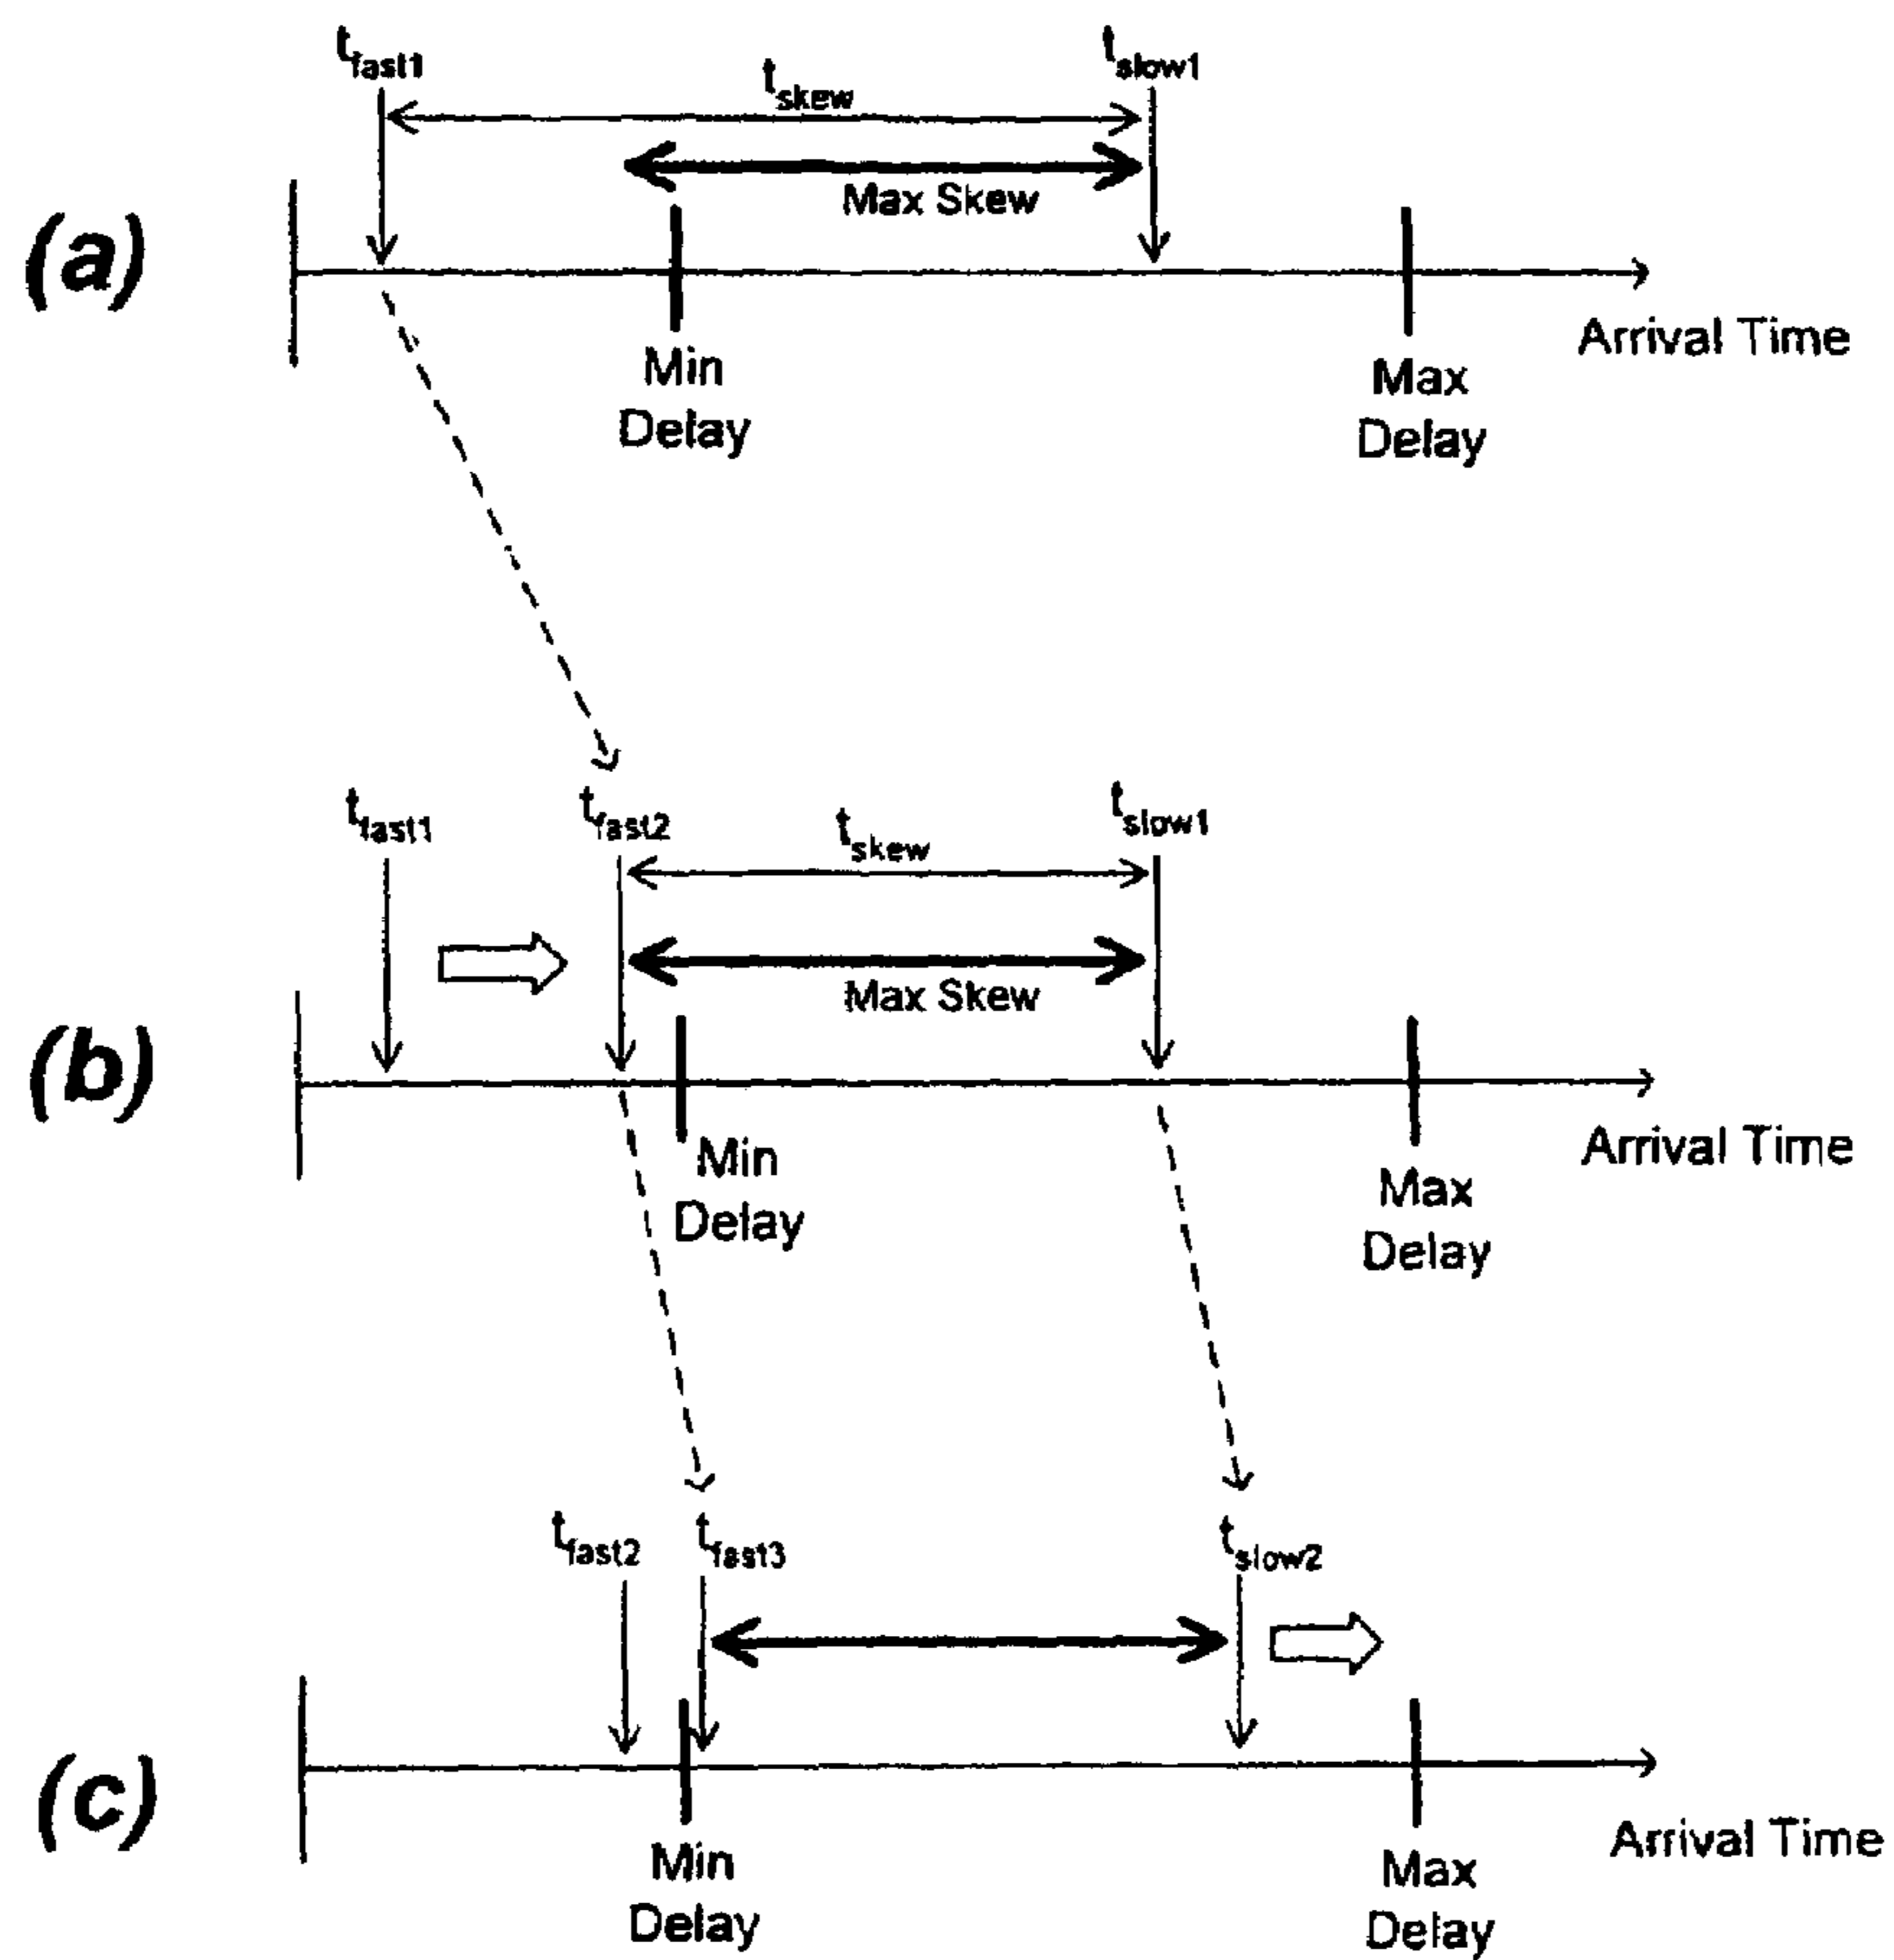 t_fast1
t_slow1
t_skew
Max Skew
(a)
Arrival Time
Min
Delay
Max
Delay
t_fast1
t_fast2
t_skew
t_slow1
Max Skew
(b)
Arrival Time
Min
Delay
Max
Delay
t_fast2
t_fast3
t_slow2
(c)
Arrival Time
Min
Delay
Max
Delay